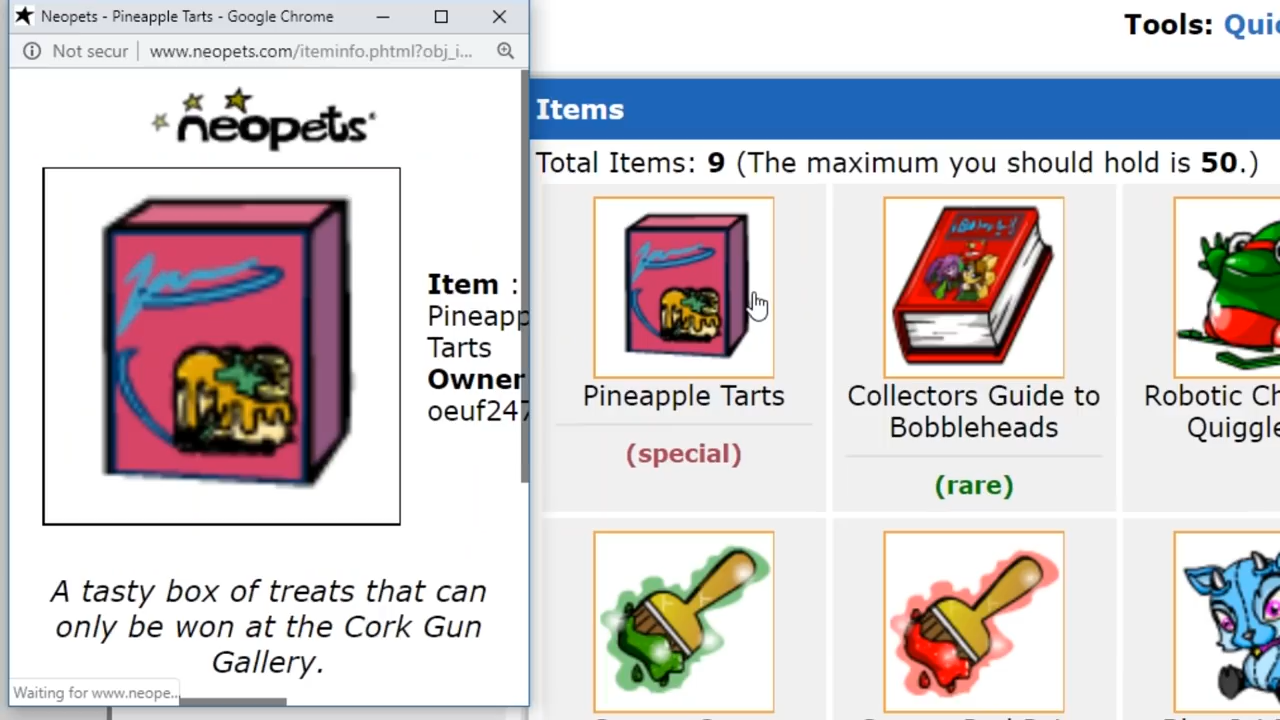 Neopets - Pineapple Tarts - Google Chrome
Not secur
www.neopets.com/iteminfo.phtml?obj_i...
neopets
Item :
Pineapp
Tarts
Owner
oeuf247
A tasty box of treats that can
only be won at the Cork Gun
Gallery.
Waiting for www.neope...
Tools: Quic
Items
Total Items: 9 (The maximum you should hold is 50.)
Pineapple Tarts
(special)
Collectors Guide to
Bobbleheads
(rare)
Robotic Ch
Quiggle